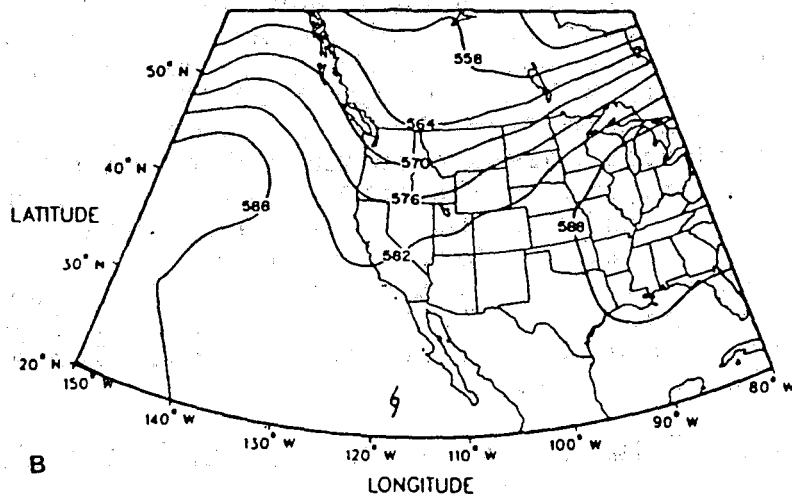 558
50° N
564
570
40° N
576
588
588
LATITUDE
582
30° N
20° N
150° W
80° W
140° W
90° W
130° W
100° W
120° W
110° W
B
LONGITUDE